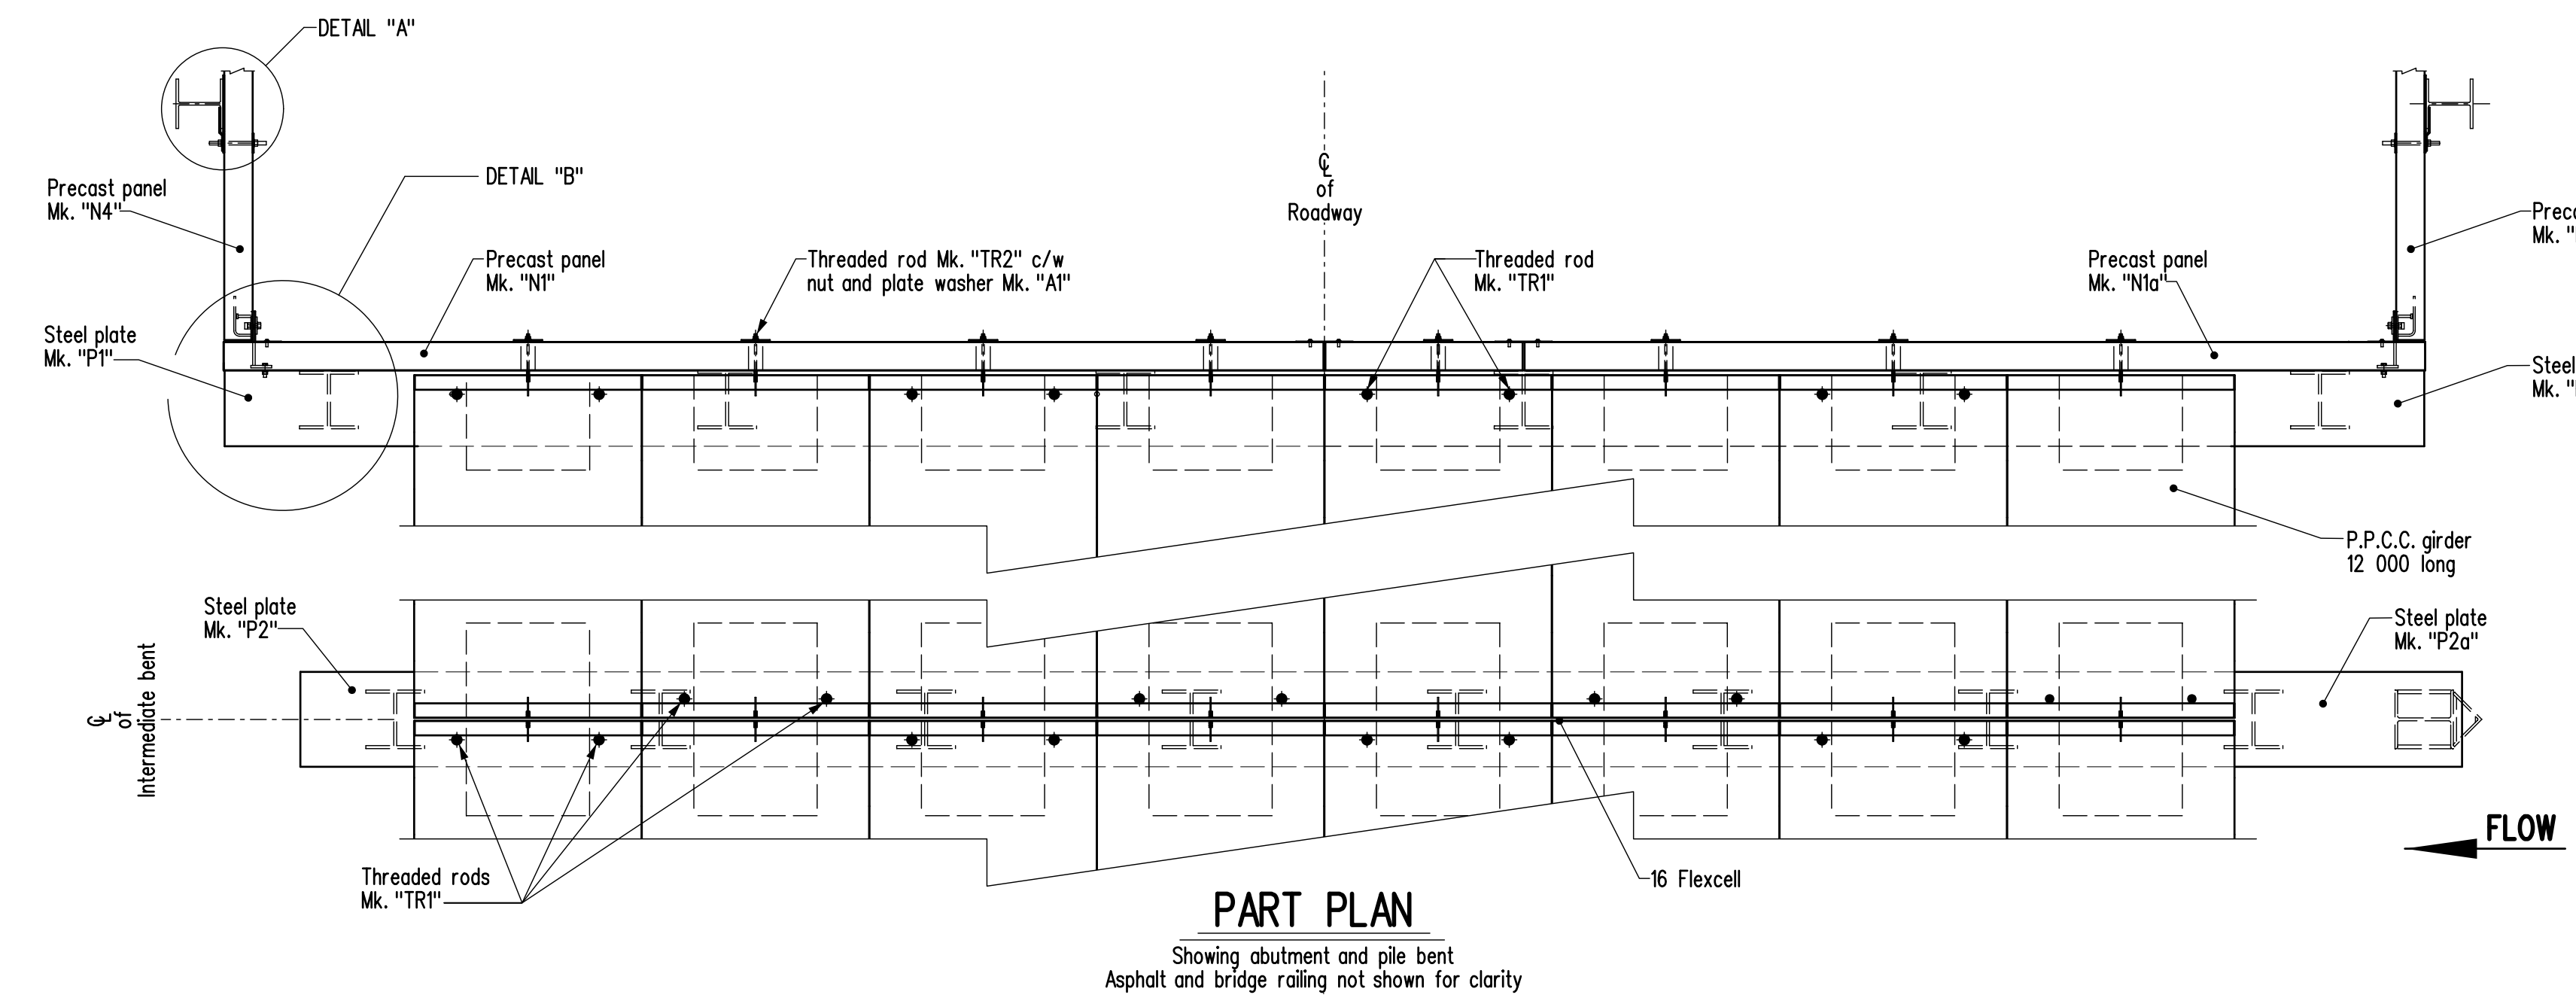 DETAIL "A"
DETAIL "B"
Precast panel
Mk. "N4"
℄
of
Roadway
Precast panel
Mk. "N1"
Threaded rod Mk. "TR2" c/w
nut and plate washer Mk. "A1"
Threaded rod
Mk. "TR1"
Precast panel
Mk. "N1a"
Mk.
Steel plate
Mk. "P1"
Steel
Mk.
P.P.C.C. girder
12 000 long
Steel plate
Mk. "P2"
Steel plate
Mk. "P2a"
℄
of
Intermediate bent
Threaded rods
Mk. "TR1"
16 Flexcell
FLOW
PART PLAN
Showing abutment and pile bent
Asphalt and bridge railing not shown for clarity